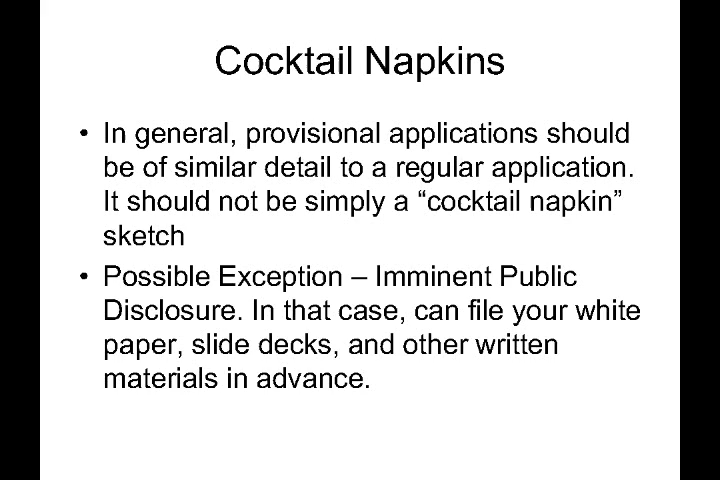 Cocktail Napkins
• In general, provisional applications should
be of similar detail to a regular application.
It should not be simply a “cocktail napkin”
sketch
• Possible Exception – Imminent Public
Disclosure. In that case, can file your white
paper, slide decks, and other written
materials in advance.